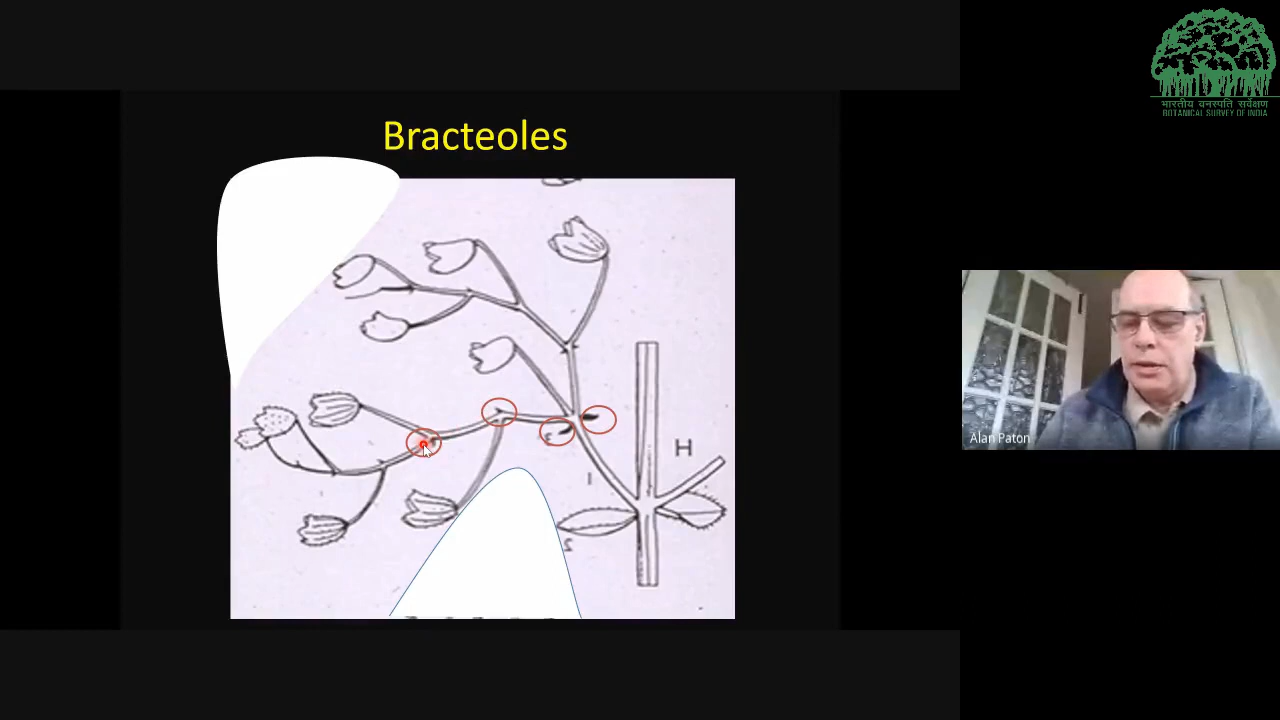 Bracteoles
H
I
भारतीय वनस्पति सर्वेक्षण
BOTANICAL SURVEY OF INDIA
Alan Paton